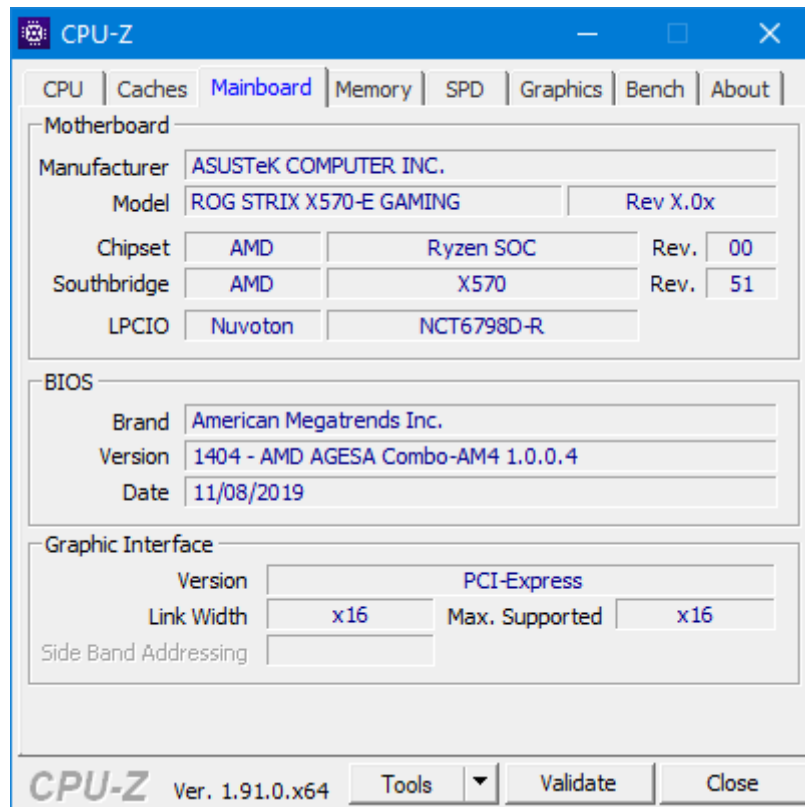 CPU-Z
CPU Caches Mainboard Memory SPD Graphics Bench About
Motherboard
Manufacturer ASUSTeK COMPUTER INC.
Model ROG STRIX X570-E GAMING Rev X.0x
Chipset AMD Ryzen SOC Rev. 00
Southbridge AMD X570 Rev. 51
LPCIO Nuvoton NCT6798D-R
BIOS
Brand American Megatrends Inc.
Version 1404 - AMD AGESA Combo-AM4 1.0.0.4
Date 11/08/2019
Graphic Interface
Version PCI-Express
Link Width x16 Max. Supported x16
Side Band Addressing
CPU-Z Ver. 1.91.0.x64 Tools Validate Close